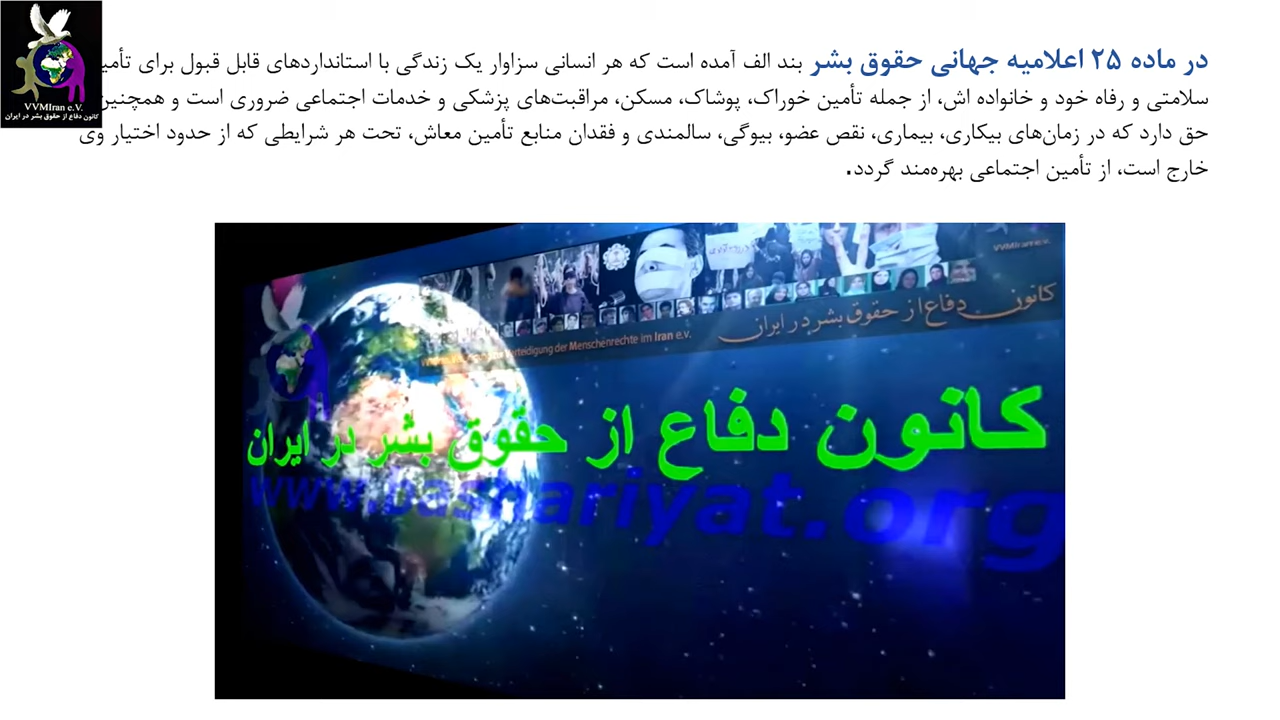 در ماده ۲۵ اعلامیه جهانی حقوق بشر بند الف آمده است که هر انسانی سزاوار یک زندگی با استانداردهای قابل قبول برای
سلامتی و رفاه خود و خانواده اش، از جمله تأمین خوراک، پوشاک، مسکن، مراقبت‌های پزشکی و خدمات اجتماعی ضروری است و همچنین
حق دارد که در زمان‌های بیکاری، بیماری، نقص عضو، بیوگی، سالمندی و فقدان منابع تأمین معاش، تحت هر شرایطی که از حدود اختیار وی
خارج است، از تأمین اجتماعی بهره‌مند گردد.
VVMIran e.V.
کانون دفاع از حقوق بشر در ایران
VVMIran e.V.
کانون دفاع از حقوق بشر در ایران
Verteidigung der Menschenrechte im Iran e.V.
کانون دفاع از حقوق بشر در ایران
www.bashariyat.org